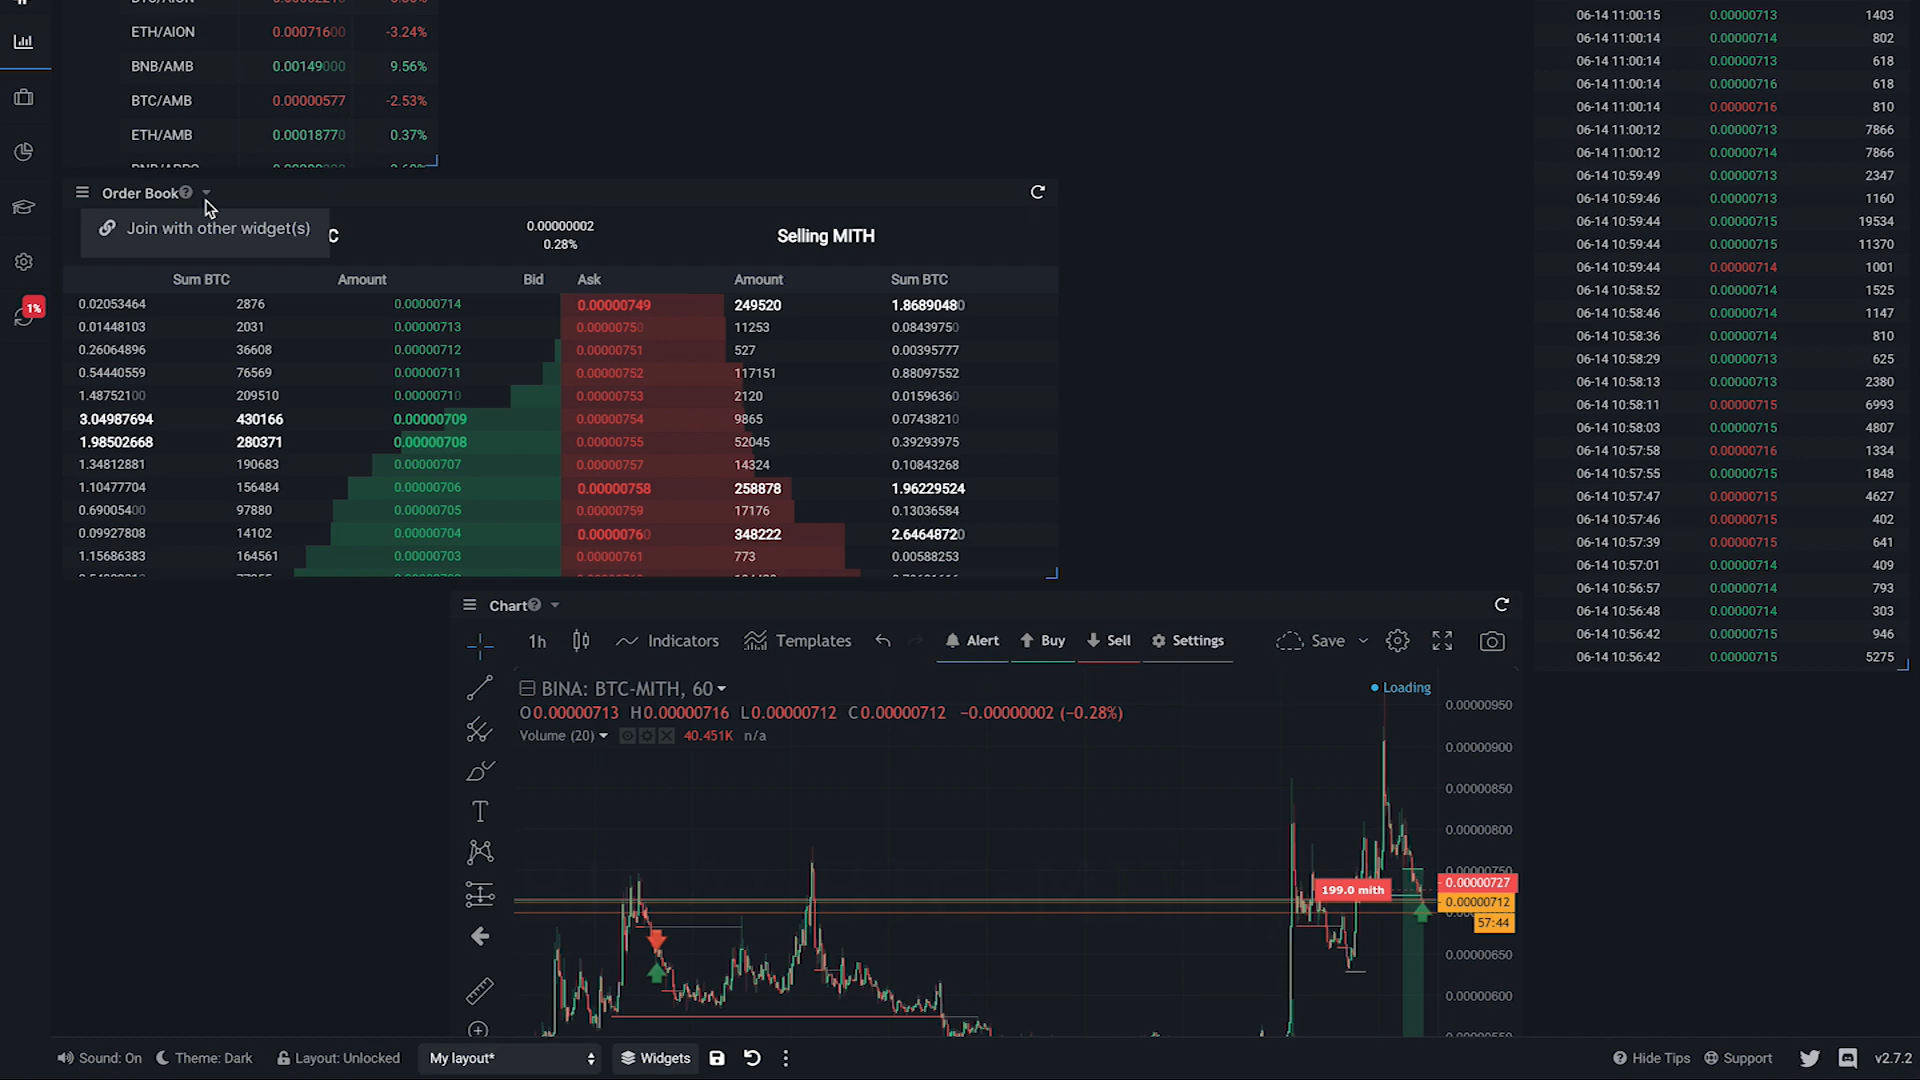 ETH/AION 0.00071600 -3.24%
BNB/AMB 0.00149000 9.56%
BTC/AMB 0.00000577 -2.53%
ETH/AMB 0.00018770 0.37%
Order Book
Join with other widget(s)
0.00000002
0.28%
Selling MITH
Sum BTC Amount Bid Ask Amount Sum BTC
0.02053464 2876 0.00000714 0.00000749 249520 1.86890480
0.01448103 2031 0.00000713 0.00000750 11253 0.08439750
0.26064896 36608 0.00000712 0.00000751 527 0.00395777
0.54440559 76569 0.00000711 0.00000752 117151 0.88097552
1.48752100 209510 0.00000710 0.00000753 2120 0.01596360
3.04987694 430166 0.00000709 0.00000754 9865 0.07438210
1.98502668 280371 0.00000708 0.00000755 52045 0.39293975
1.34812881 190683 0.00000707 0.00000757 14324 0.10843268
1.10477704 156484 0.00000706 0.00000758 258878 1.96229524
0.69005400 97880 0.00000705 0.00000759 17176 0.13036584
0.09927808 14102 0.00000704 0.00000760 348222 2.64648720
1.15686383 164561 0.00000703 0.00000761 773 0.00588253
06-14 11:00:15 0.00000713 1403
06-14 11:00:14 0.00000714 802
06-14 11:00:14 0.00000713 618
06-14 11:00:14 0.00000716 618
06-14 11:00:14 0.00000716 810
06-14 11:00:12 0.00000713 7866
06-14 11:00:12 0.00000714 7866
06-14 10:59:49 0.00000713 2347
06-14 10:59:46 0.00000713 1160
06-14 10:59:44 0.00000715 19534
06-14 10:59:44 0.00000715 11370
06-14 10:59:44 0.00000714 1001
06-14 10:58:52 0.00000714 1525
06-14 10:58:46 0.00000714 1147
06-14 10:58:36 0.00000714 810
06-14 10:58:29 0.00000713 625
06-14 10:58:13 0.00000713 2380
06-14 10:58:11 0.00000715 6993
06-14 10:58:03 0.00000715 4807
06-14 10:57:58 0.00000716 1334
06-14 10:57:55 0.00000715 1848
06-14 10:57:47 0.00000715 4627
06-14 10:57:46 0.00000715 402
06-14 10:57:39 0.00000715 641
06-14 10:57:01 0.00000714 409
06-14 10:56:57 0.00000714 793
06-14 10:56:48 0.00000714 303
06-14 10:56:42 0.00000715 946
06-14 10:56:42 0.00000715 5275
1%
Chart
1h Indicators Templates Alert Buy Sell Settings Save
BINA: BTC-MITH, 60
Loading
O0.00000713 H0.00000716 L0.00000712 C0.00000712 −0.00000002 (−0.28%)
Volume (20) 40.451K n/a
0.00000950
0.00000900
0.00000850
0.00000800
199.0 mith
0.00000727
0.00000712
57:44
0.00000650
0.00000600
Sound: On Theme: Dark Layout: Unlocked My layout* Widgets Hide Tips Support v2.7.2